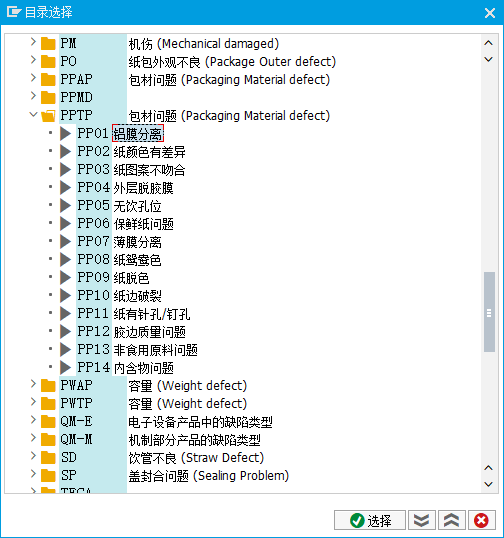 目录选择
PM 机伤 (Mechanical damaged)
PO 纸包外观不良 (Package Outer defect)
PPAP 包材问题 (Packaging Material defect)
PPMD
PPTP 包材问题 (Packaging Material defect)
PP01 铝膜分离
PP02 纸颜色有差异
PP03 纸图案不吻合
PP04 外层脱胶膜
PP05 无饮孔位
PP06 保鲜纸问题
PP07 薄膜分离
PP08 纸鸳鸯色
PP09 纸脱色
PP10 纸边破裂
PP11 纸有针孔/钉孔
PP12 胶边质量问题
PP13 非食用原料问题
PP14 内含物问题
PWAP 容量 (Weight defect)
PWTP 容量 (Weight defect)
QM-E 电子设备产品中的缺陷类型
QM-M 机制部分产品的缺陷类型
SD 饮管不良 (Straw Defect)
SP 盖封合问题 (Sealing Problem)
选择